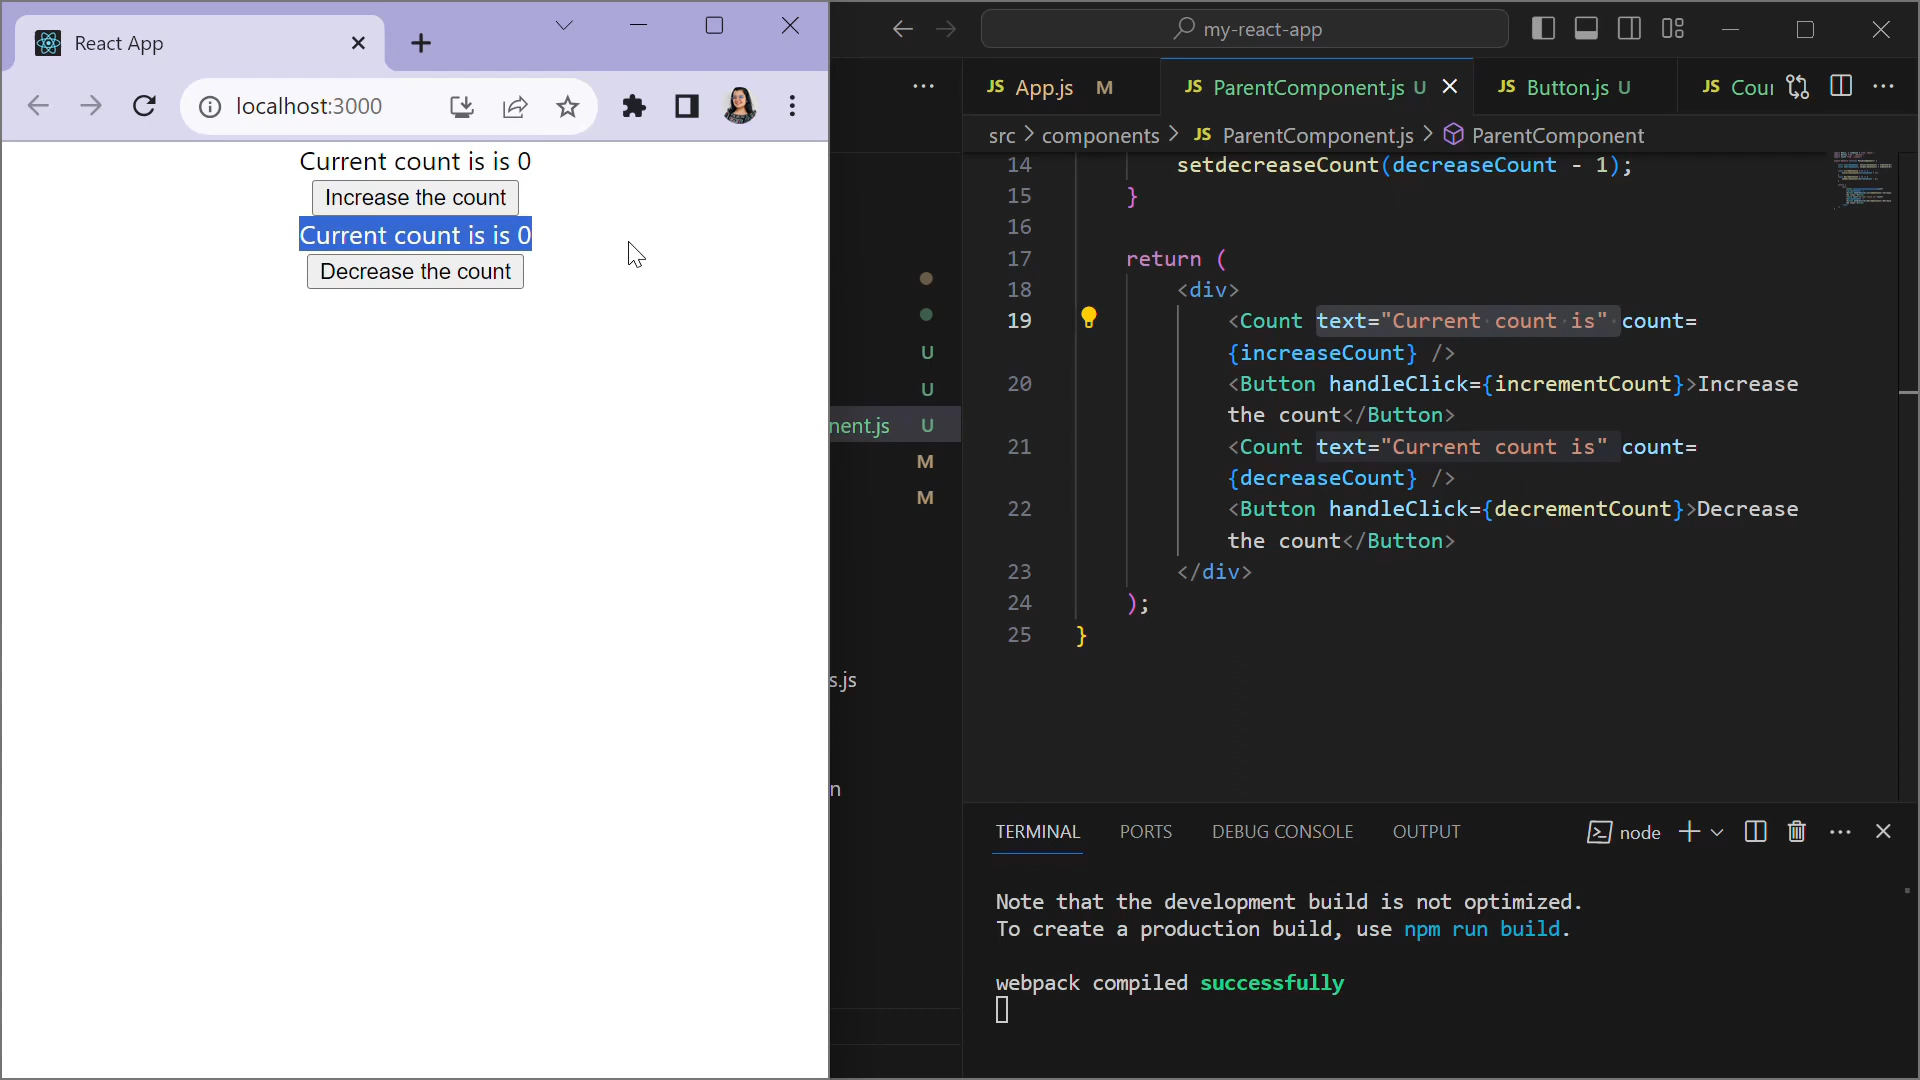 React App
localhost:3000
Current count is is 0
Increase the count
Current count is is 0
Decrease the count
my-react-app
JS App.js M
JS ParentComponent.js U
JS Button.js U
JS Cour
src > components > JS ParentComponent.js > ParentComponent
U
U
nent.js U
M
M
s.js
n
14 setdecreaseCount(decreaseCount - 1);
15 }
16
17 return (
18 <div>
19 <Count text="Current count is" count=
{increaseCount} />
20 <Button handleClick={incrementCount}>Increase
the count</Button>
21 <Count text="Current count is" count=
{decreaseCount} />
22 <Button handleClick={decrementCount}>Decrease
the count</Button>
23 </div>
24 );
25 }
TERMINAL PORTS DEBUG CONSOLE OUTPUT node
Note that the development build is not optimized.
To create a production build, use npm run build.
webpack compiled successfully